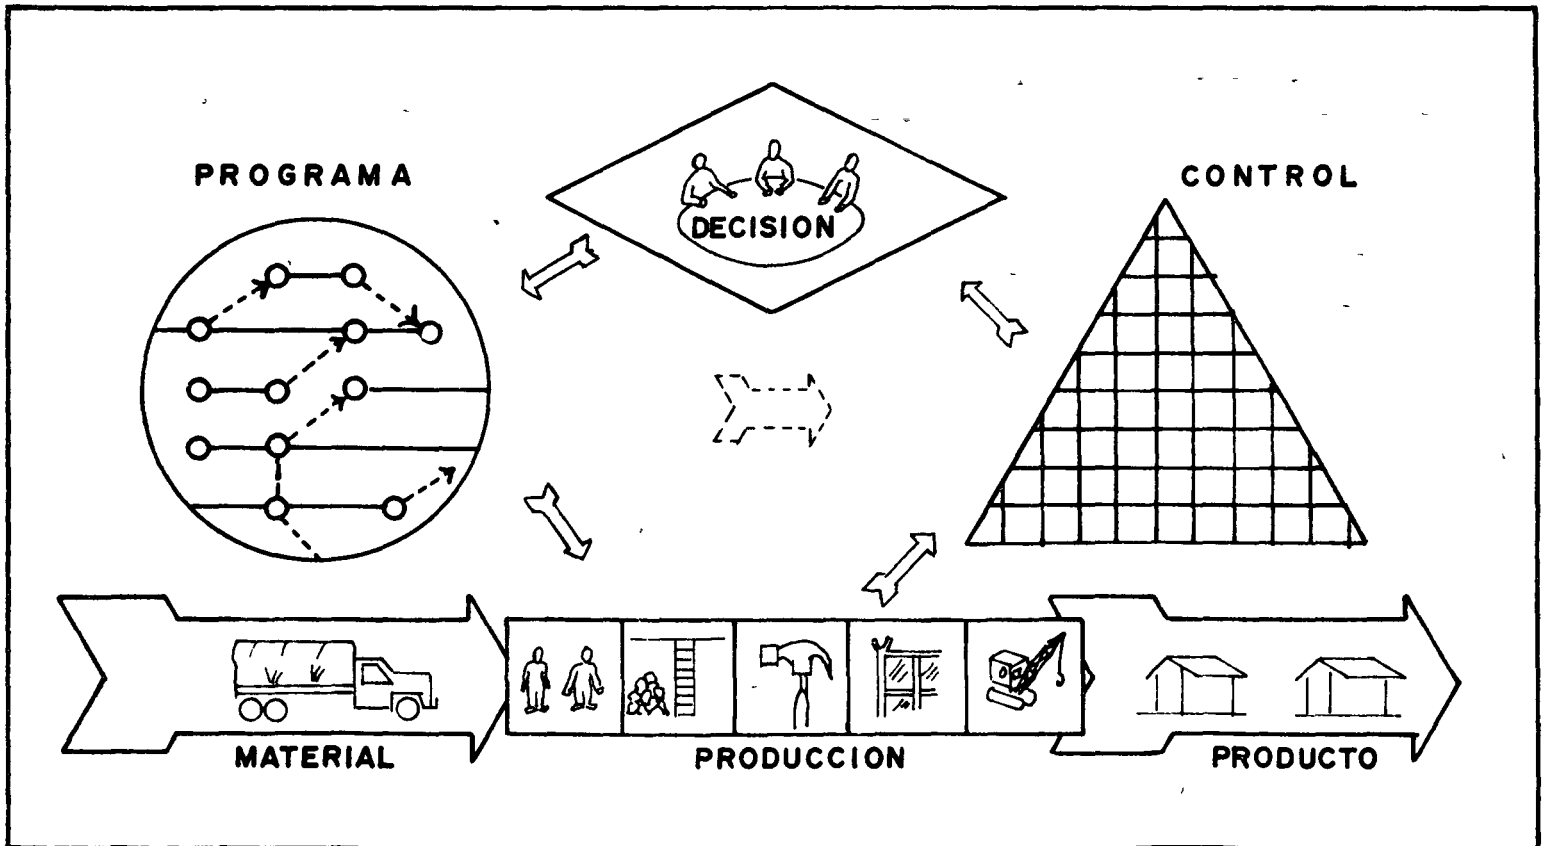 PROGRAMA
DECISION
CONTROL
MATERIAL
PRODUCCION
PRODUCTO